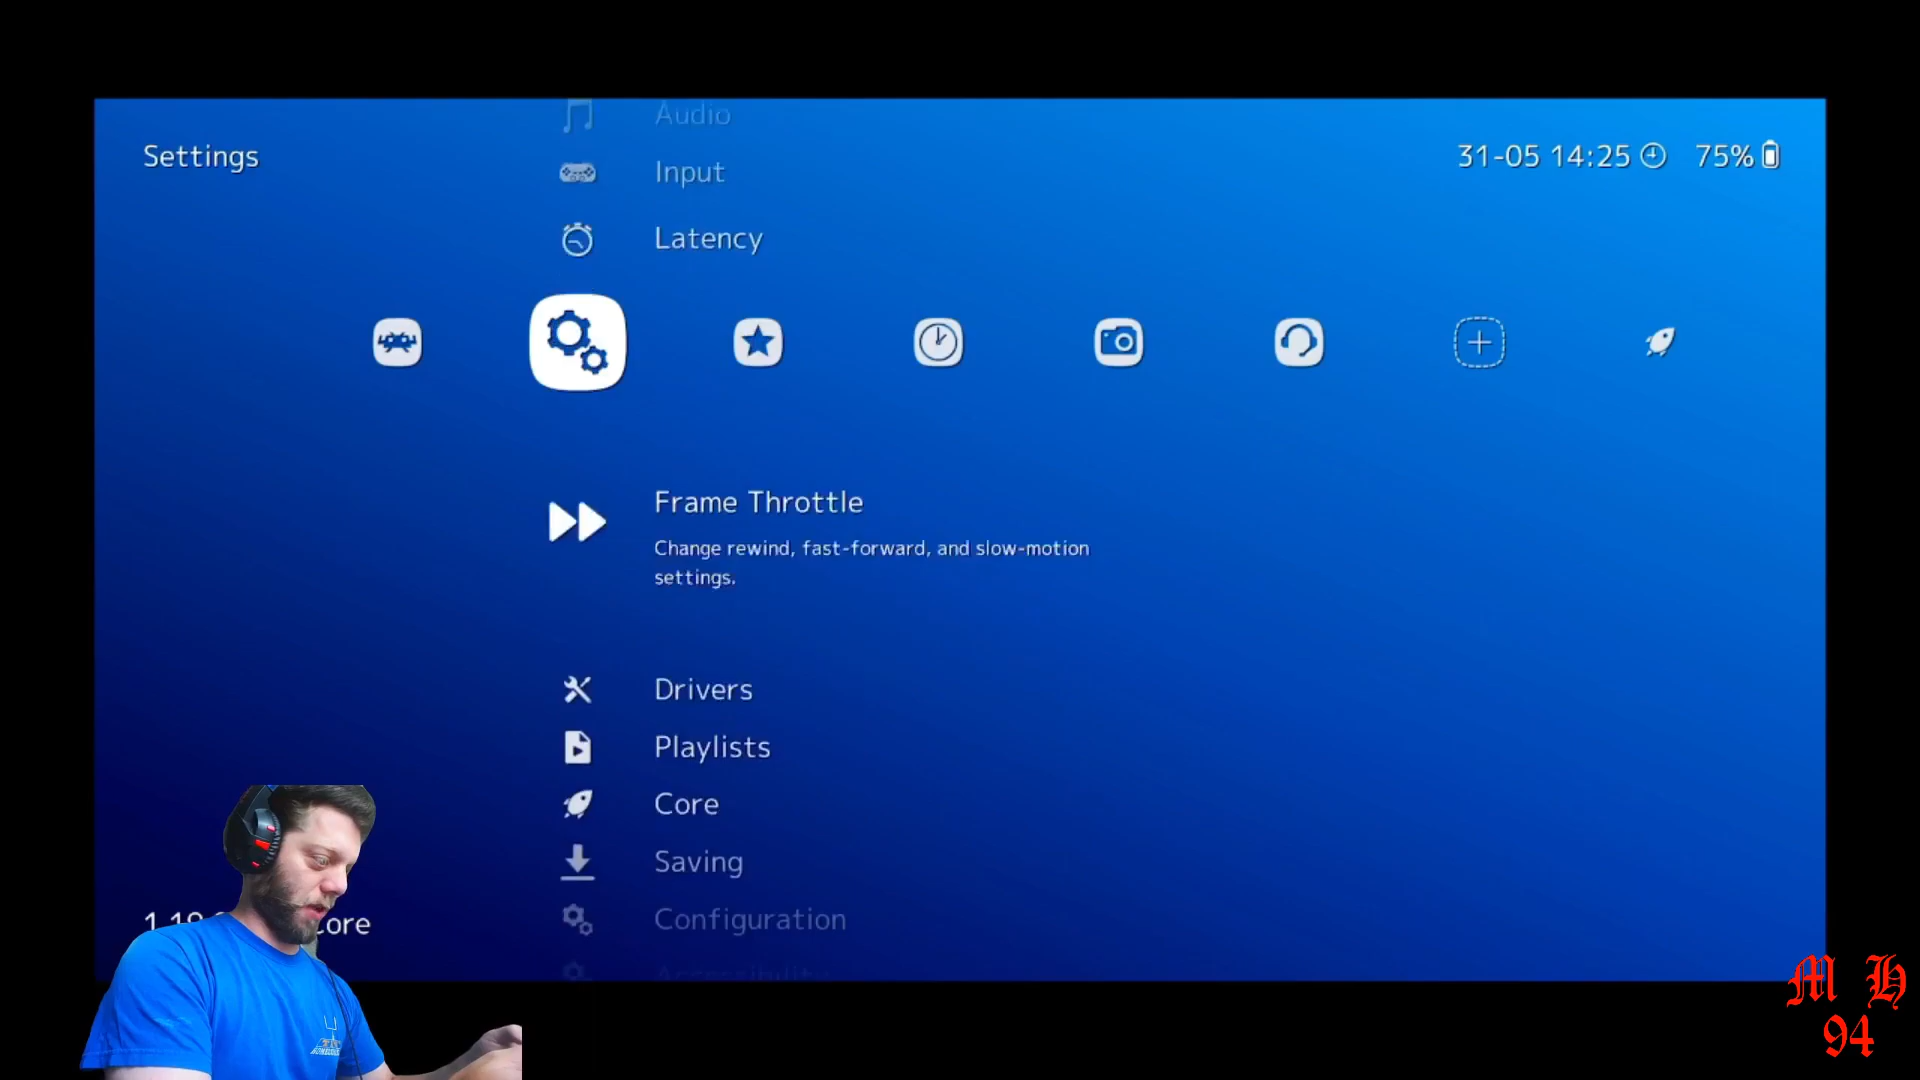 Audio
Settings
31-05 14:25
75%
Input
Latency
Frame Throttle
Change rewind, fast-forward, and slow-motion
settings.
Drivers
Playlists
Core
Saving
Configuration
Accessibility
M H
94